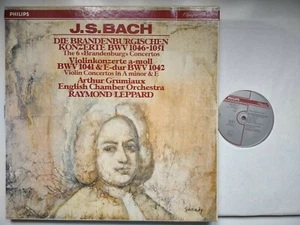 PHILIPS
J.S. BACH
DIE BRANDENBURGISCHEN
KONZERTE BWV 1046-1051
The 6 «Brandenburg» Concertos
Violinkonzerte a-moll
BWV 1041 & E-dur BWV 1042
Violin Concertos in A minor & E
Arthur Grumiaux
English Chamber Orchestra
RAYMOND LEPPARD